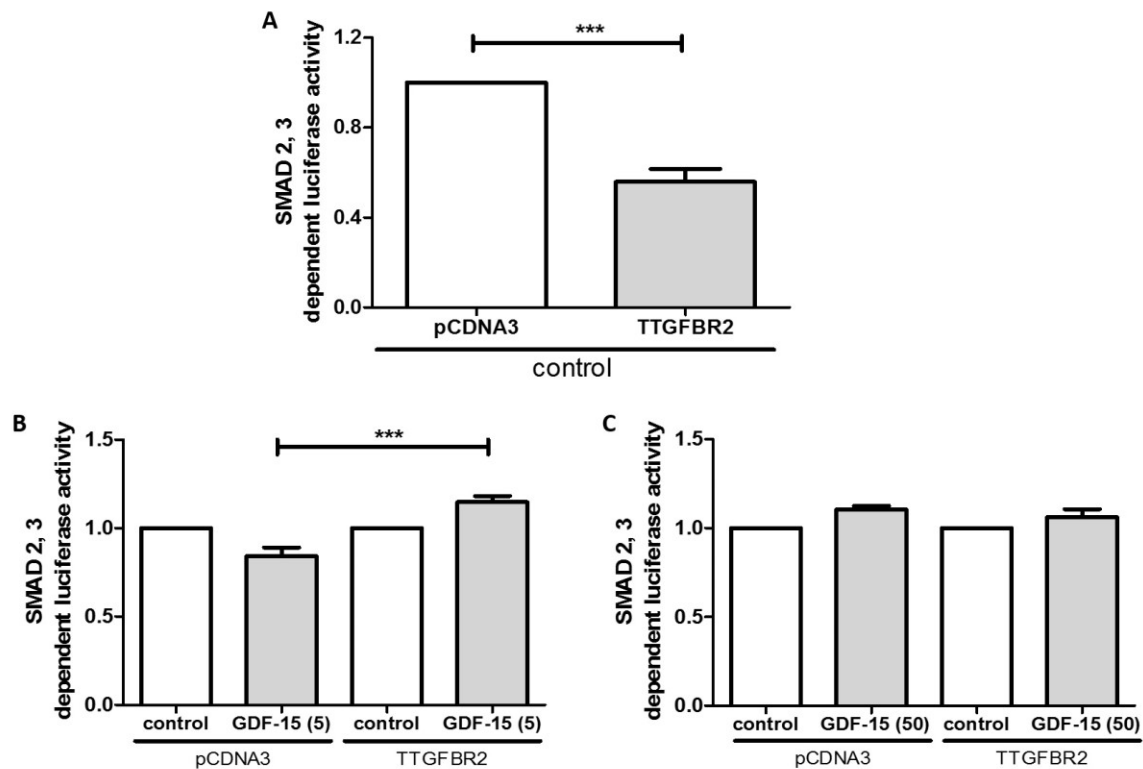 A
SMAD 2, 3
dependent luciferase activity
1.2
0.8
0.4
0.0
***
pCDNA3 TTGFBR2
control
B
SMAD 2, 3
dependent luciferase activity
1.5
1.0
0.5
0.0
***
control GDF-15 (5) control GDF-15 (5)
pCDNA3 TTGFBR2
C
SMAD 2, 3
dependent luciferase activity
1.5
1.0
0.5
0.0
control GDF-15 (50) control GDF-15 (50)
pCDNA3 TTGFBR2